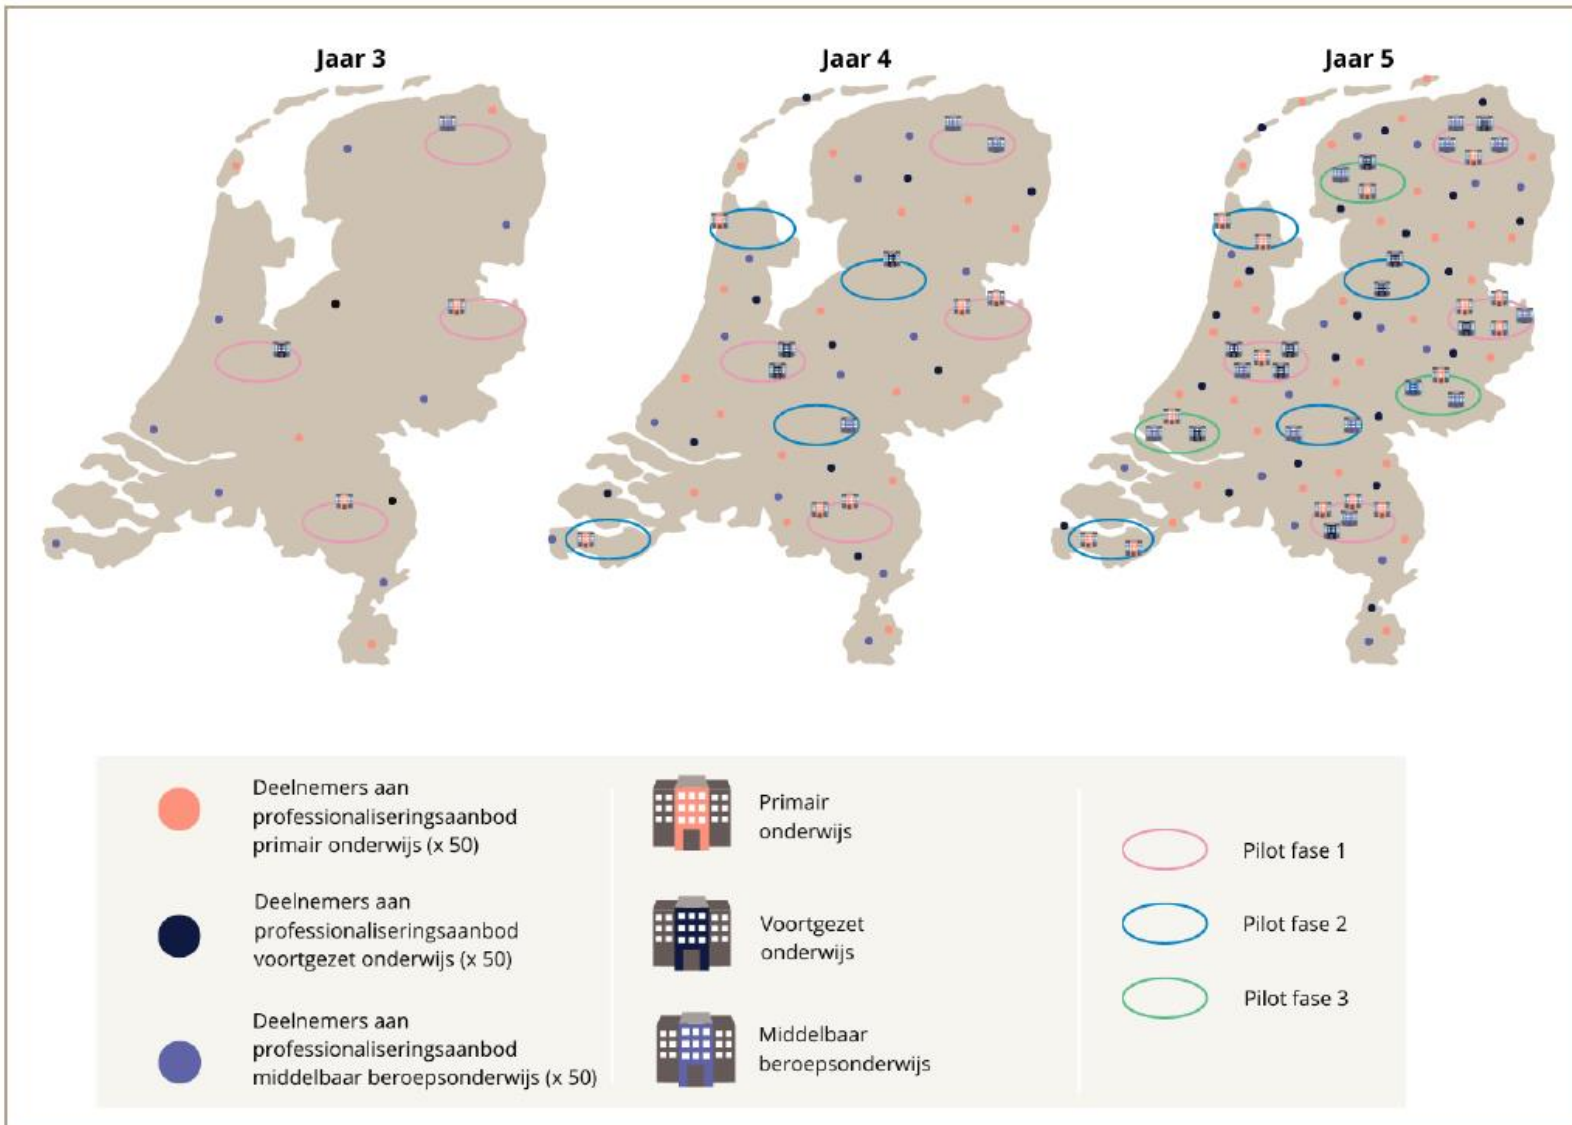 Jaar 3
Jaar 4
Jaar 5
Deelnemers aan
professionaliseringsaanbod
primair onderwijs (x 50)
Deelnemers aan
professionaliseringsaanbod
voortgezet onderwijs (x 50)
Deelnemers aan
professionaliseringsaanbod
middelbaar beroepsonderwijs (x 50)
Primair
onderwijs
Voortgezet
onderwijs
Middelbaar
beroepsonderwijs
Pilot fase 1
Pilot fase 2
Pilot fase 3